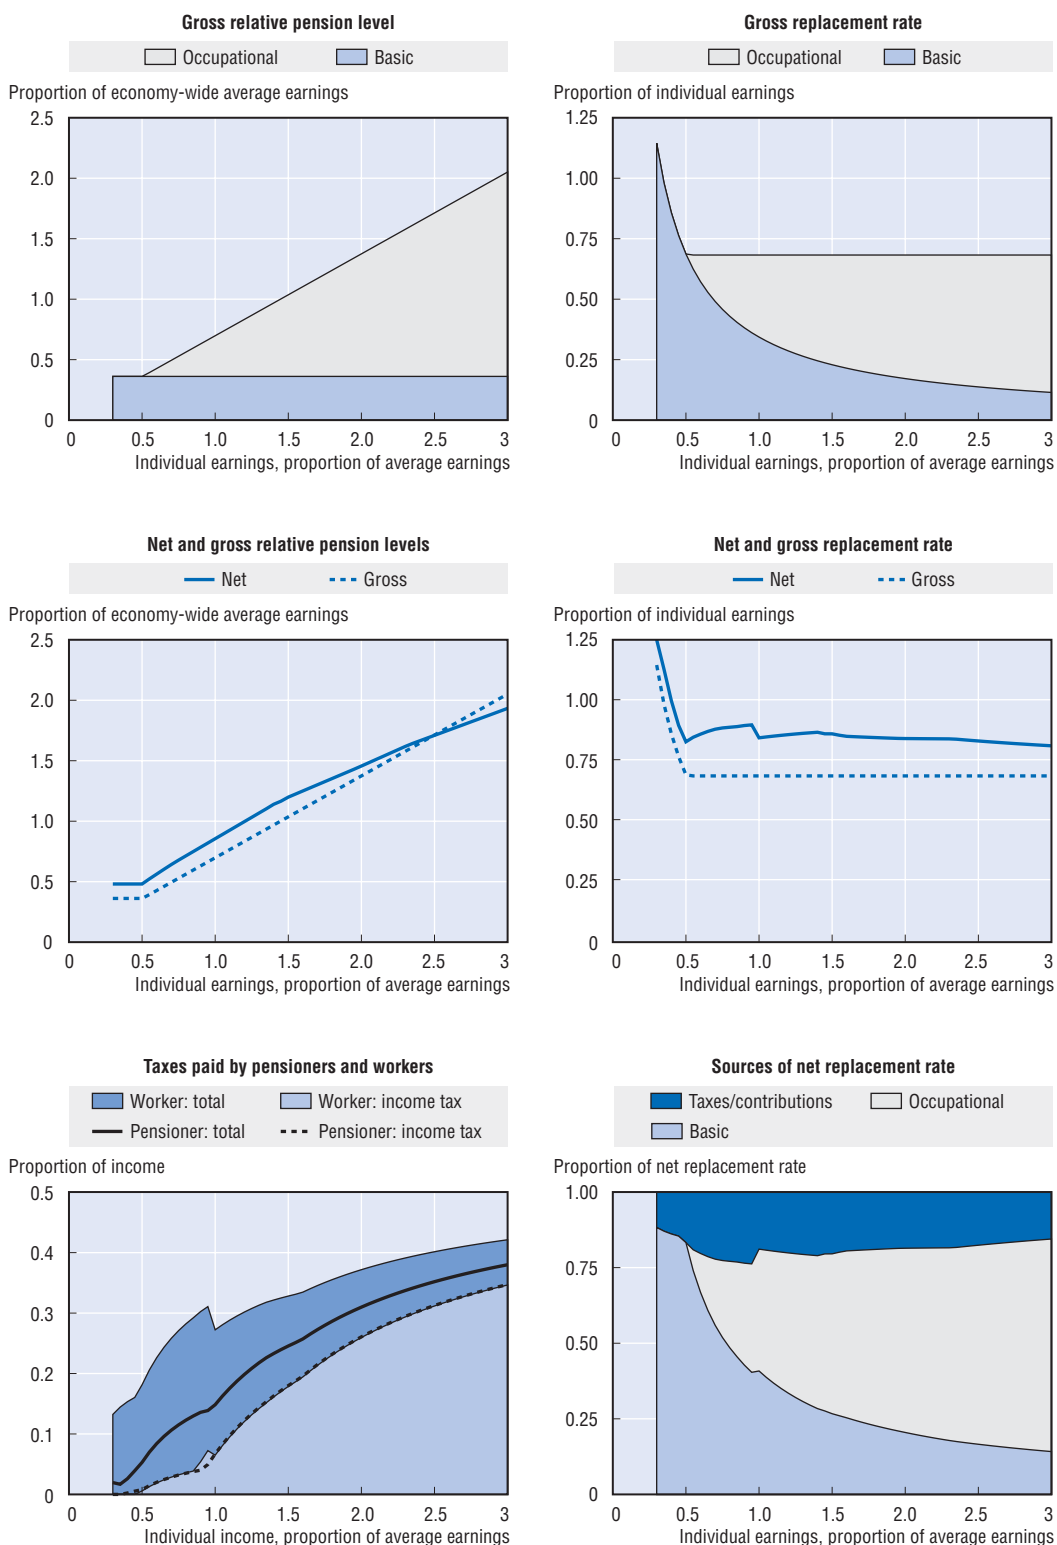 Gross relative pension level
Occupational Basic
Proportion of economy-wide average earnings
2.5
2.0
1.5
1.0
0.5
0
0 0.5 1.0 1.5 2.0 2.5 3
Individual earnings, proportion of average earnings
Gross replacement rate
Occupational Basic
Proportion of individual earnings
1.25
1.00
0.75
0.50
0.25
0
0 0.5 1.0 1.5 2.0 2.5 3
Individual earnings, proportion of average earnings
Net and gross relative pension levels
Net Gross
Proportion of economy-wide average earnings
2.5
2.0
1.5
1.0
0.5
0
0 0.5 1.0 1.5 2.0 2.5 3
Individual earnings, proportion of average earnings
Net and gross replacement rate
Net Gross
Proportion of individual earnings
1.25
1.00
0.75
0.50
0.25
0
0 0.5 1.0 1.5 2.0 2.5 3
Individual earnings, proportion of average earnings
Taxes paid by pensioners and workers
Worker: total Worker: income tax
Pensioner: total Pensioner: income tax
Proportion of income
0.5
0.4
0.3
0.2
0.1
0
0 0.5 1.0 1.5 2.0 2.5 3
Individual income, proportion of average earnings
Sources of net replacement rate
Taxes/contributions Occupational
Basic
Proportion of net replacement rate
1.00
0.75
0.50
0.25
0
0 0.5 1.0 1.5 2.0 2.5 3
Individual earnings, proportion of average earnings